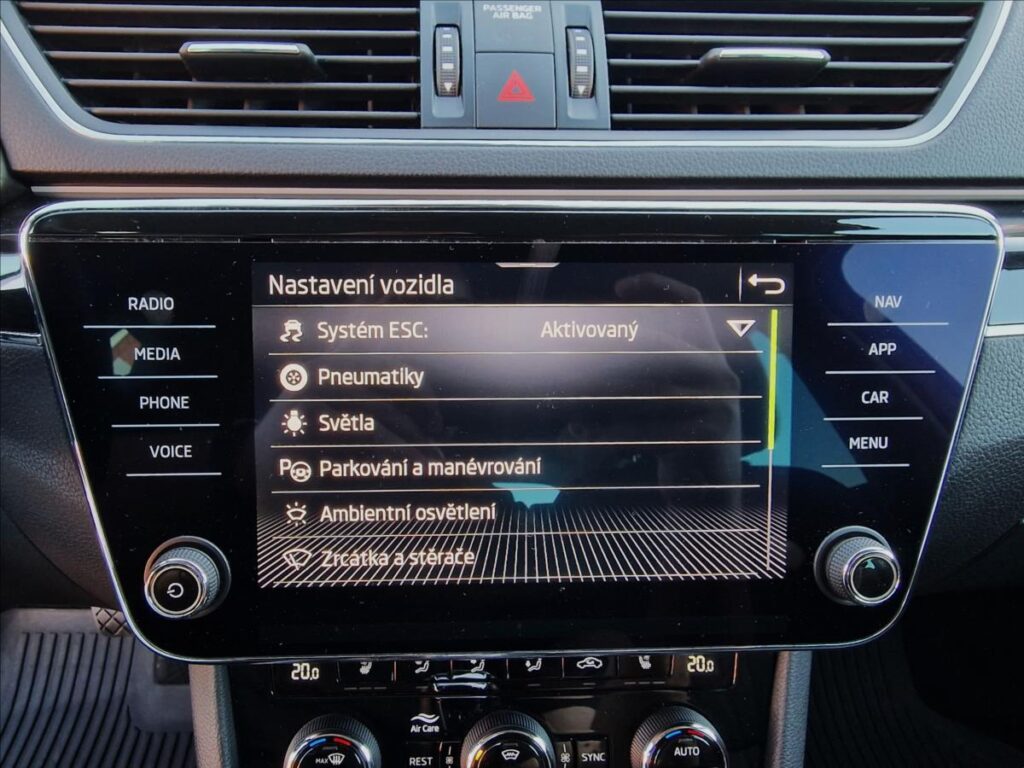 PASSENGER
AIR BAG
RADIO
MEDIA
PHONE
VOICE
Nastavení vozidla
Systém ESC: Aktivovaný
Pneumatiky
Světla
Parkování a manévrování
Ambientní osvětlení
Zrcátka a stěrače
NAV
APP
CAR
MENU
20,0
20,0
Air Care
MAX
REST
SYNC
AUTO